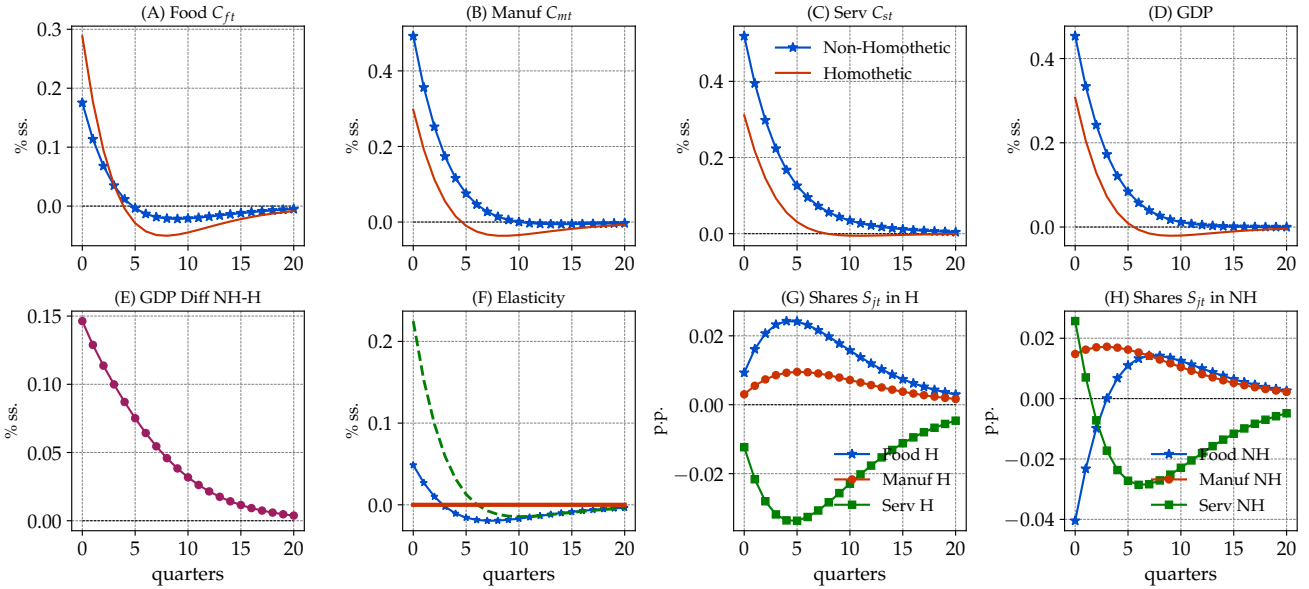 (A) Food C_ft
% ss.
0.3
0.2
0.1
0.0
0 5 10 15 20
(B) Manuf C_mt
% ss.
0.4
0.2
0.0
0 5 10 15 20
(C) Serv C_st
% ss.
0.4
0.2
0.0
Non-Homothetic
Homothetic
0 5 10 15 20
(D) GDP
% ss.
0.4
0.2
0.0
0 5 10 15 20
(E) GDP Diff NH-H
% ss.
0.15
0.10
0.05
0.00
0 5 10 15 20
quarters
(F) Elasticity
% ss.
0.2
0.1
0.0
0 5 10 15 20
quarters
(G) Shares S_jt in H
p.p.
0.02
0.00
−0.02
Food H
Manuf H
Serv H
0 5 10 15 20
quarters
(H) Shares S_jt in NH
p.p.
0.02
0.00
−0.02
−0.04
Food NH
Manuf NH
Serv NH
0 5 10 15 20
quarters